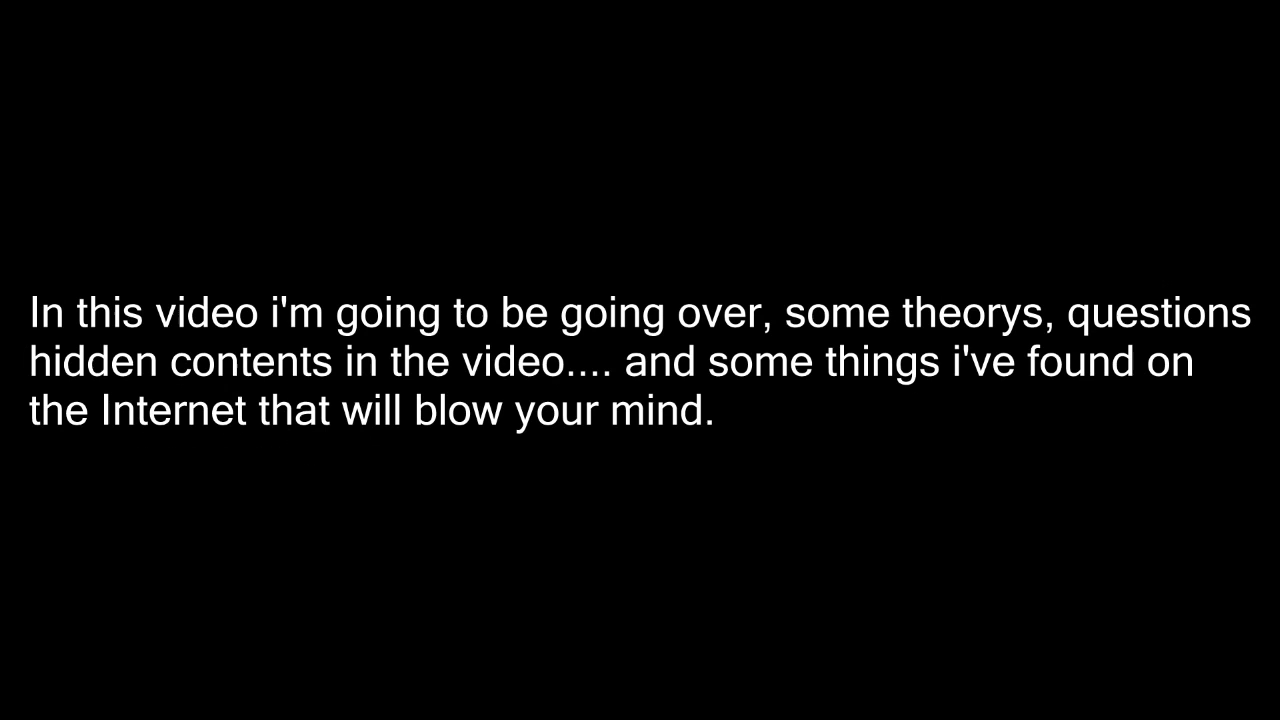 In this video i'm going to be going over, some theorys, questions
hidden contents in the video.... and some things i've found on
the Internet that will blow your mind.